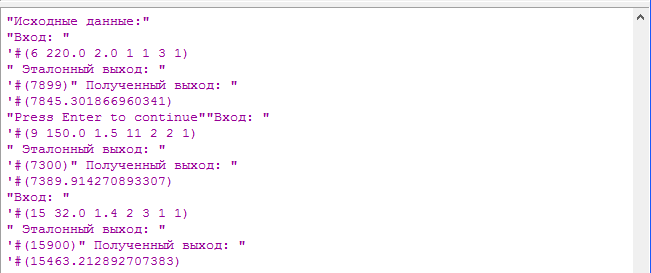 "Исходные данные:"
"Вход: "
'#(6 220.0 2.0 1 1 3 1)
" Эталонный выход: "
'#(7899)" Полученный выход: "
'#(7845.301866960341)
"Press Enter to continue""Вход: "
'#(9 150.0 1.5 11 2 2 1)
" Эталонный выход: "
'#(7300)" Полученный выход: "
'#(7389.914270893307)
"Вход: "
'#(15 32.0 1.4 2 3 1 1)
" Эталонный выход: "
'#(15900)" Полученный выход: "
'#(15463.212892707383)